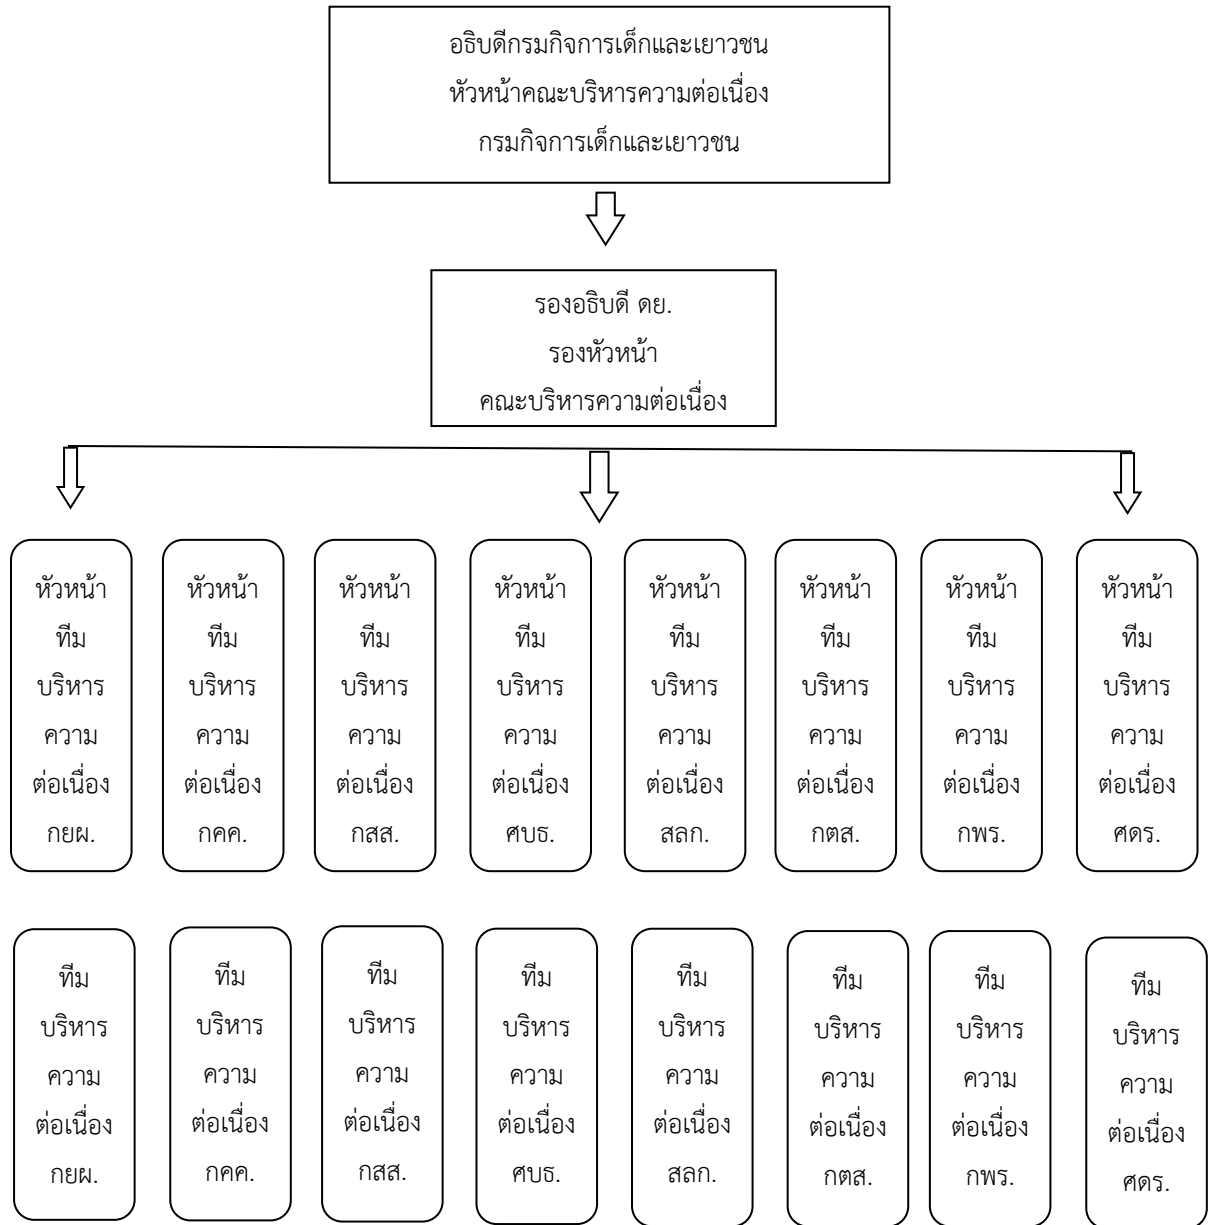 อธิบดีกรมกิจการเด็กและเยาวชน
หัวหน้าคณะบริหารความต่อเนื่อง
กรมกิจการเด็กและเยาวชน
รองอธิบดี ดย.
รองหัวหน้า
คณะบริหารความต่อเนื่อง
หัวหน้า
ทีม
บริหาร
ความ
ต่อเนื่อง
กยผ.
หัวหน้า
ทีม
บริหาร
ความ
ต่อเนื่อง
กคค.
หัวหน้า
ทีม
บริหาร
ความ
ต่อเนื่อง
กสส.
หัวหน้า
ทีม
บริหาร
ความ
ต่อเนื่อง
ศบธ.
หัวหน้า
ทีม
บริหาร
ความ
ต่อเนื่อง
สลก.
หัวหน้า
ทีม
บริหาร
ความ
ต่อเนื่อง
กตส.
หัวหน้า
ทีม
บริหาร
ความ
ต่อเนื่อง
กพร.
หัวหน้า
ทีม
บริหาร
ความ
ต่อเนื่อง
ศดร.
ทีม
บริหาร
ความ
ต่อเนื่อง
กยผ.
ทีม
บริหาร
ความ
ต่อเนื่อง
กคค.
ทีม
บริหาร
ความ
ต่อเนื่อง
กสส.
ทีม
บริหาร
ความ
ต่อเนื่อง
ศบธ.
ทีม
บริหาร
ความ
ต่อเนื่อง
สลก.
ทีม
บริหาร
ความ
ต่อเนื่อง
กตส.
ทีม
บริหาร
ความ
ต่อเนื่อง
กพร.
ทีม
บริหาร
ความ
ต่อเนื่อง
ศดร.